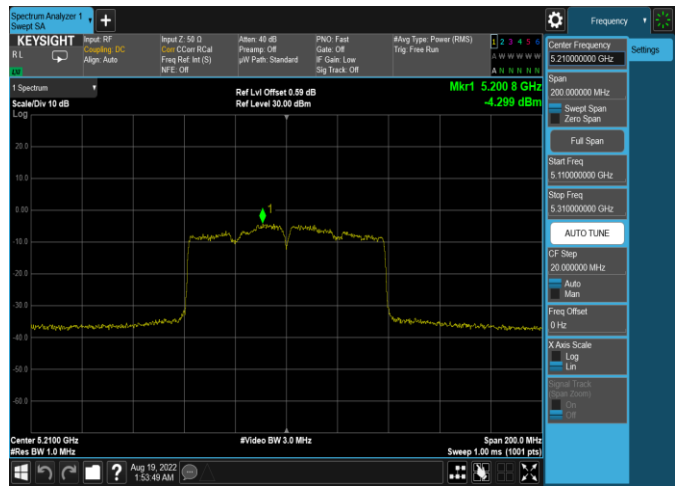 Spectrum Analyzer 1
Swept SA
Frequency
KEYSIGHT
R L
Input: RF
Coupling: DC
Align: Auto
Input Z: 50 Ω
Corr CCorr RCal
Freq Ref: Int (S)
NFE: Off
Atten: 40 dB
Preamp: Off
µW Path: Standard
PNO: Fast
Gate: Off
IF Gain: Low
Sig Track: Off
#Avg Type: Power (RMS)
Trig: Free Run
1 2 3 4 5 6
A W W W W W
A N N N N N
1 Spectrum
Scale/Div 10 dB
Log
Ref Lvl Offset 0.59 dB
Ref Level 30.00 dBm
Mkr1 5.200 8 GHz
-4.299 dBm
20.0
10.0
0.00
-10.0
-20.0
-30.0
-40.0
-50.0
-60.0
1
Center 5.2100 GHz
#Res BW 1.0 MHz
#Video BW 3.0 MHz
Span 200.0 MHz
Sweep 1.00 ms (1001 pts)
Aug 19, 2022
1:53:49 AM
Center Frequency
5.210000000 GHz
Settings
Span
200.000000 MHz
Swept Span
Zero Span
Full Span
Start Freq
5.110000000 GHz
Stop Freq
5.310000000 GHz
AUTO TUNE
CF Step
20.000000 MHz
Auto
Man
Freq Offset
0 Hz
X Axis Scale
Log
Lin
Signal Track
(Span Zoom)
On
Off